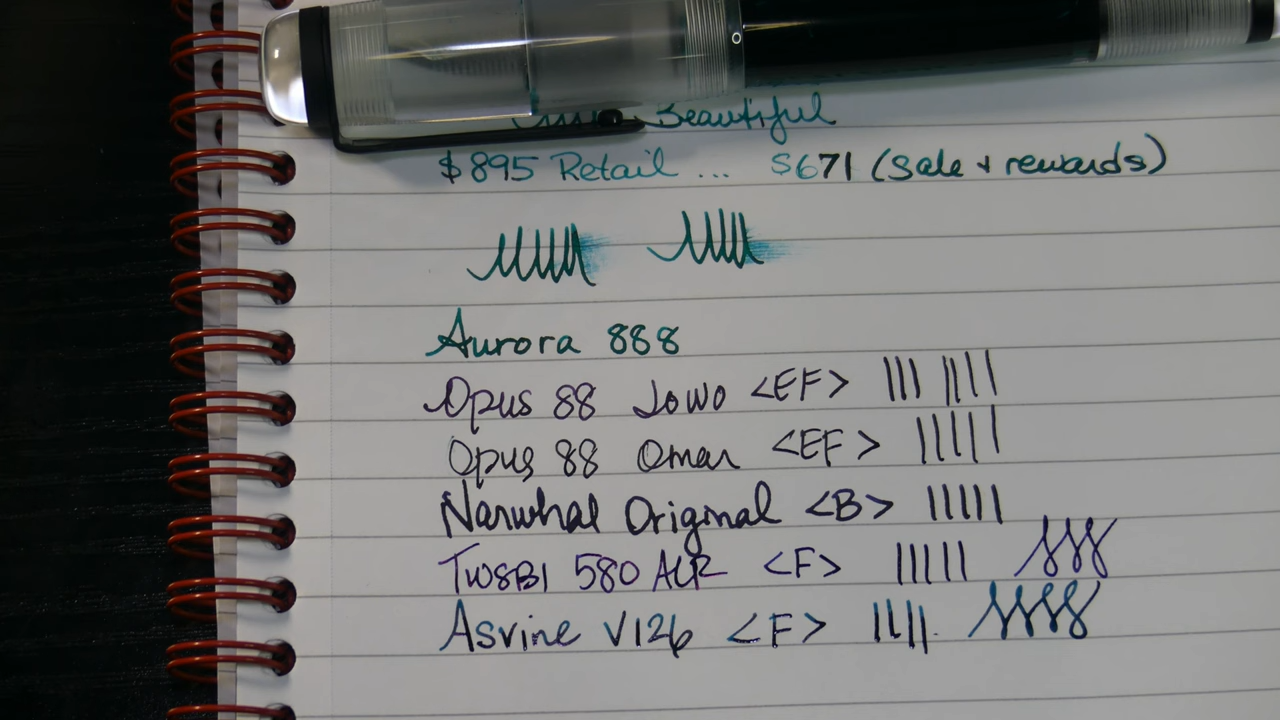 Beautiful
$895 Retail ... $671 (Sale + rewards)
Aurora 888
Opus 88 Jowo <EF>
Opus 88 Omar <EF>
Narwhal Original <B>
TWSBI 580 ALR <F>
Asvine V126 <F>